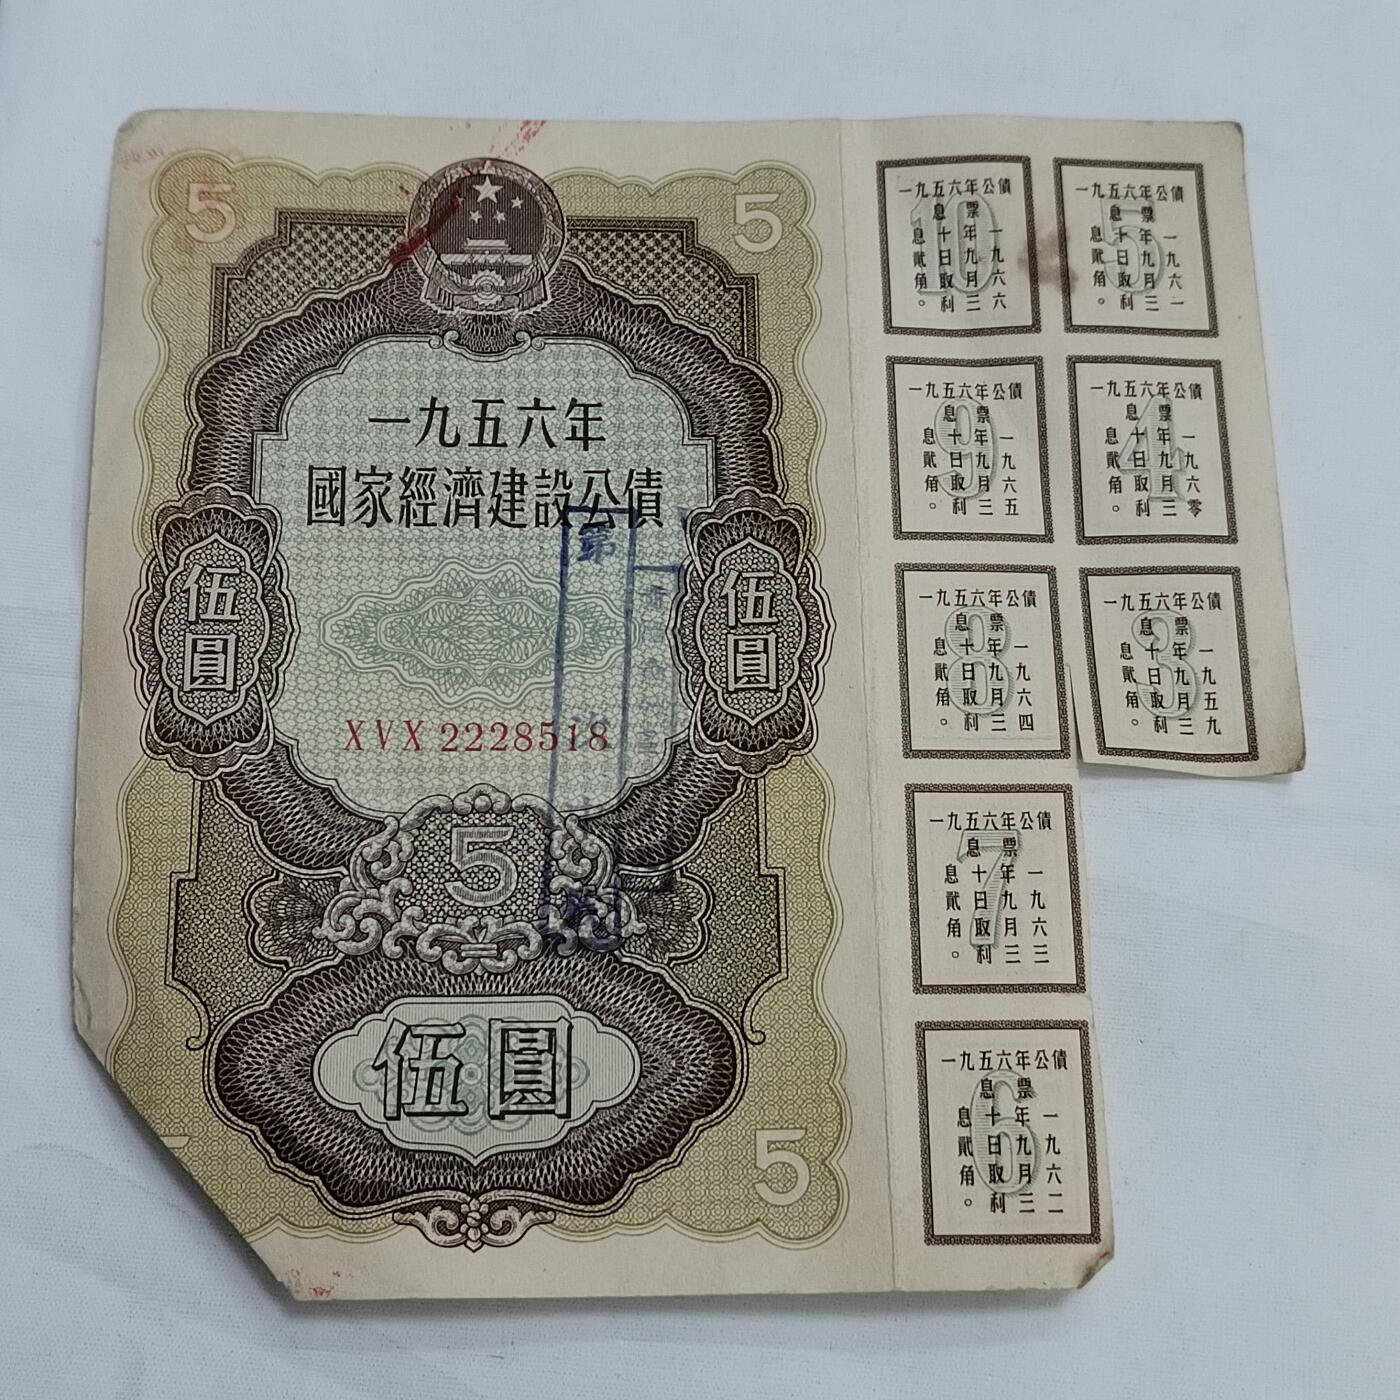 5
5
一九五六年
國家經濟建設公債
伍圓
伍圓
第
XVX 2228518
5
伍圓
5
10
一九五六年公債
息票
一九六六
年九月三
十日取利
息貳角。
5
一九五六年公債
息票
一九六一
年九月三
十日取利
息貳角。
9
一九五六年公債
息票
一九六五
年九月三
十日取利
息貳角。
4
一九五六年公債
息票
一九六零
年九月三
十日取利
息貳角。
8
一九五六年公債
息票
一九六四
年九月三
十日取利
息貳角。
3
一九五六年公債
息票
一九五九
年九月三
十日取利
息貳角。
7
一九五六年公債
息票
一九六三
年九月三
十日取利
息貳角。
6
一九五六年公債
息票
一九六二
年九月三
十日取利
息貳角。